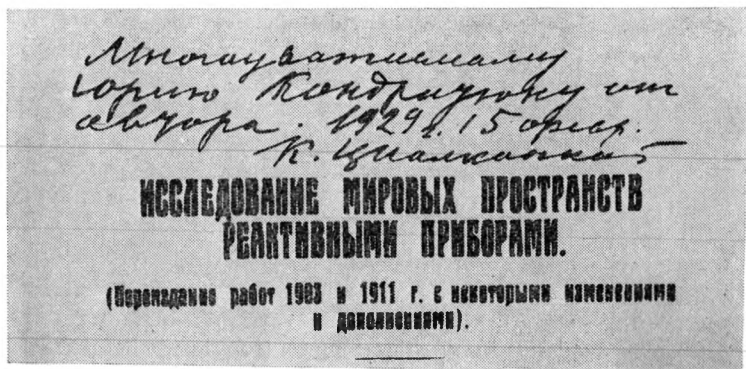 Многоуважаемому
Юрию Кондратюку от
автора. 1929 г. 15 февр.
К. Циолковский
ИССЛЕДОВАНИЕ МИРОВЫХ ПРОСТРАНСТВ
РЕАКТИВНЫМИ ПРИБОРАМИ.
(Переиздание работ 1903 и 1911 г. с некоторыми изменениями
и дополнениями).